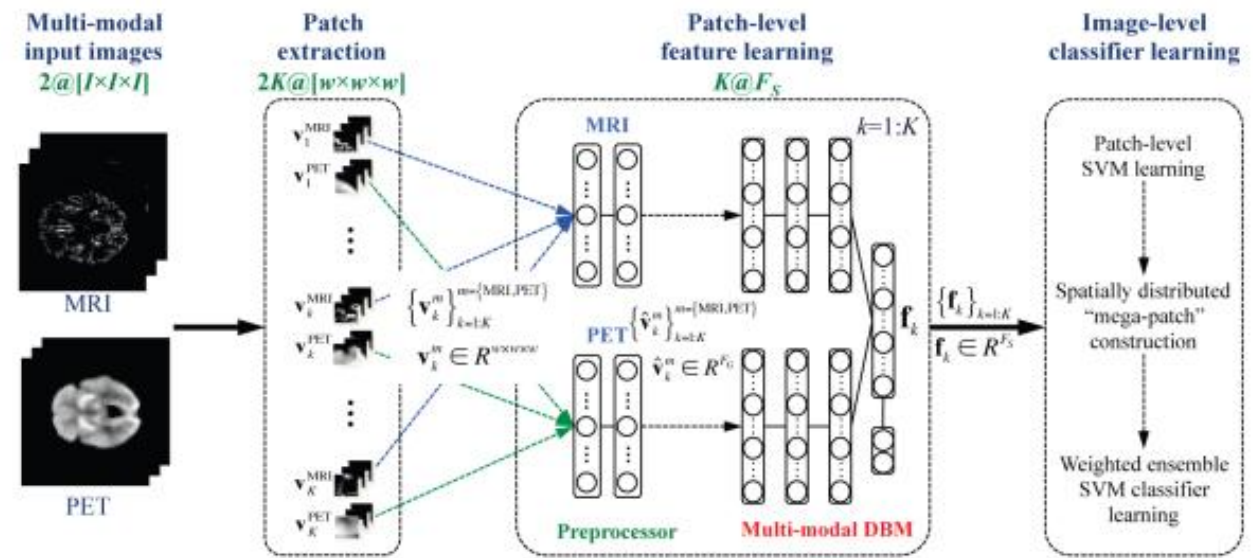 Multi-modal
input images
2@[I×I×I]
MRI
PET
Patch
extraction
2K@[w×w×w]
v₁^MRI
v₁^PET
v_k^MRI
v_k^PET
v_K^MRI
v_K^PET
{v_k^m}_{k=1:K}^{m={MRI,PET}}
v_k^m ∈ R^{w×w×w}
Patch-level
feature learning
K@F_S
MRI
k=1:K
PET
{v̂_k^m}_{k=1:K}^{m={MRI,PET}}
v̂_k^m ∈ R^{F_G}
f_k
Preprocessor
Multi-modal DBM
{f_k}_{k=1:K}
f_k ∈ R^{F_S}
Image-level
classifier learning
Patch-level
SVM learning
Spatially distributed
“mega-patch”
construction
Weighted ensemble
SVM classifier
learning